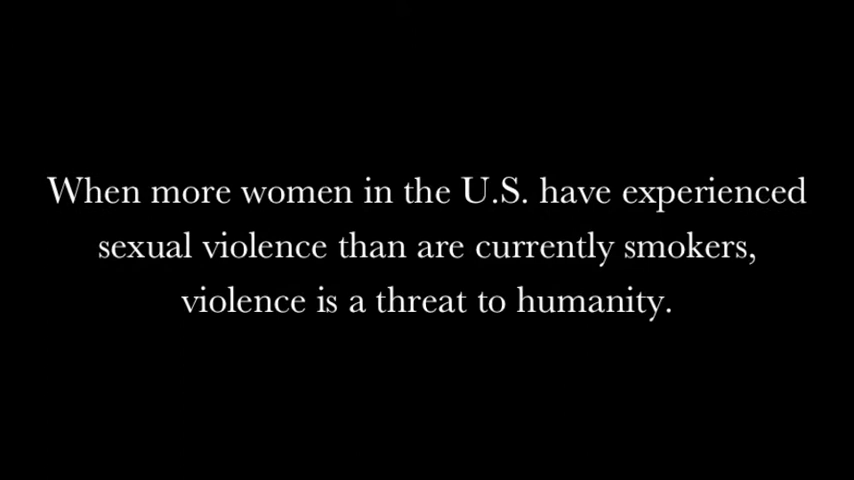 When more women in the U.S. have experienced
sexual violence than are currently smokers,
violence is a threat to humanity.